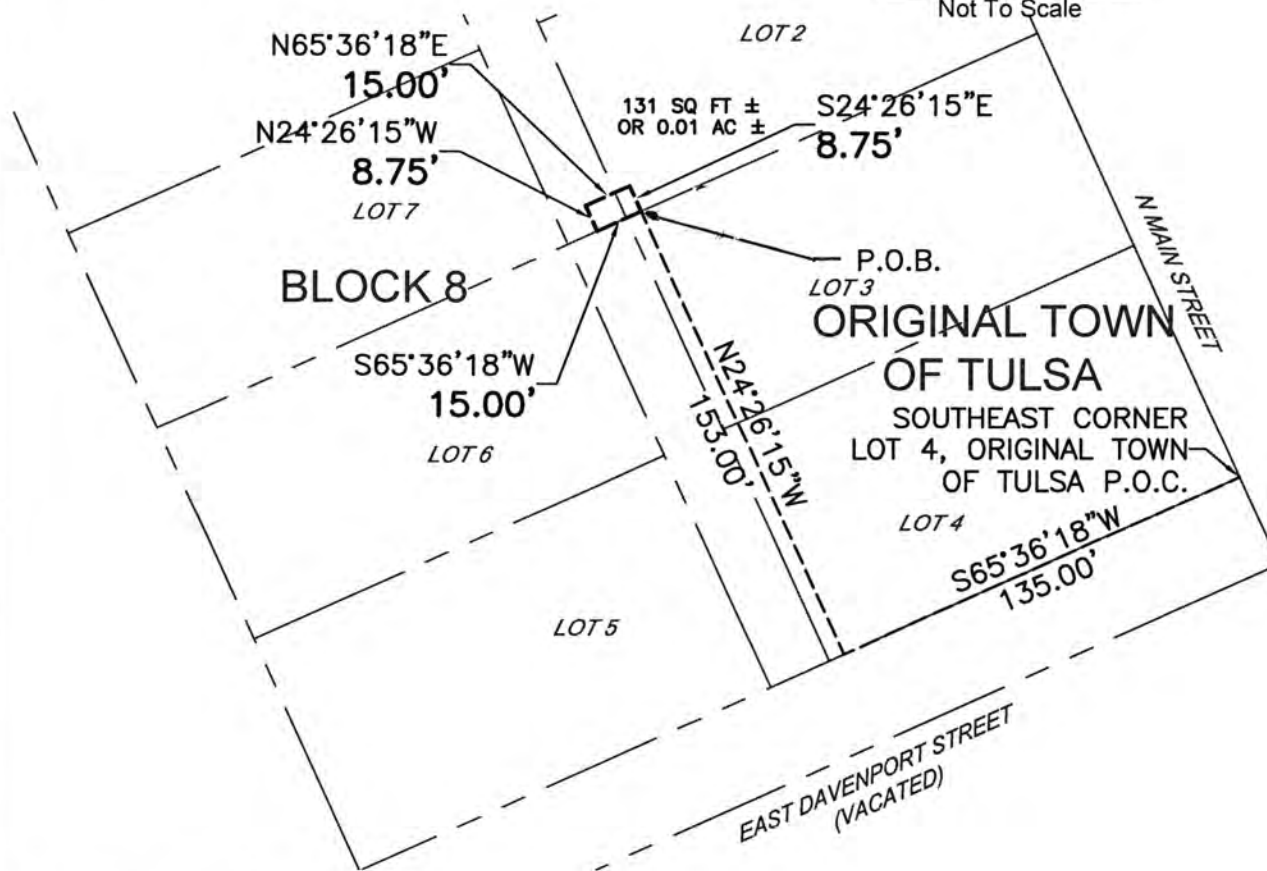 Not To Scale
LOT 2
N65°36'18"E
15.00'
131 SQ FT ±
OR 0.01 AC ±
S24°26'15"E
8.75'
N24°26'15"W
8.75'
LOT 7
N MAIN STREET
P.O.B.
LOT 3
BLOCK 8
ORIGINAL TOWN
OF TULSA
S65°36'18"W
15.00'
N24°26'15"W
153.00'
SOUTHEAST CORNER
LOT 4, ORIGINAL TOWN
OF TULSA P.O.C.
LOT 6
LOT 4
S65°36'18"W
135.00'
LOT 5
EAST DAVENPORT STREET
(VACATED)